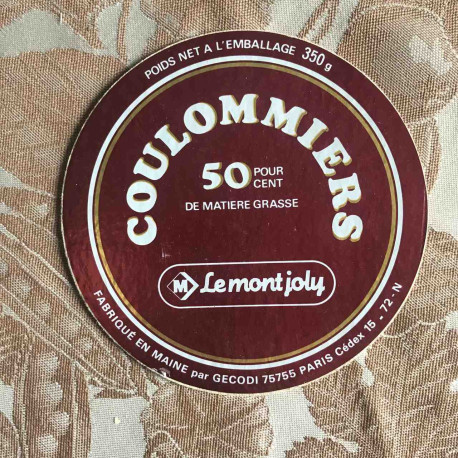 POIDS NET A L'EMBALLAGE 350 g
COULOMMIERS
50 POUR CENT
DE MATIERE GRASSE
M Le mont joly
FABRIQUÉ EN MAINE par GECODI 75755 PARIS Cédex 15 - 72 - N